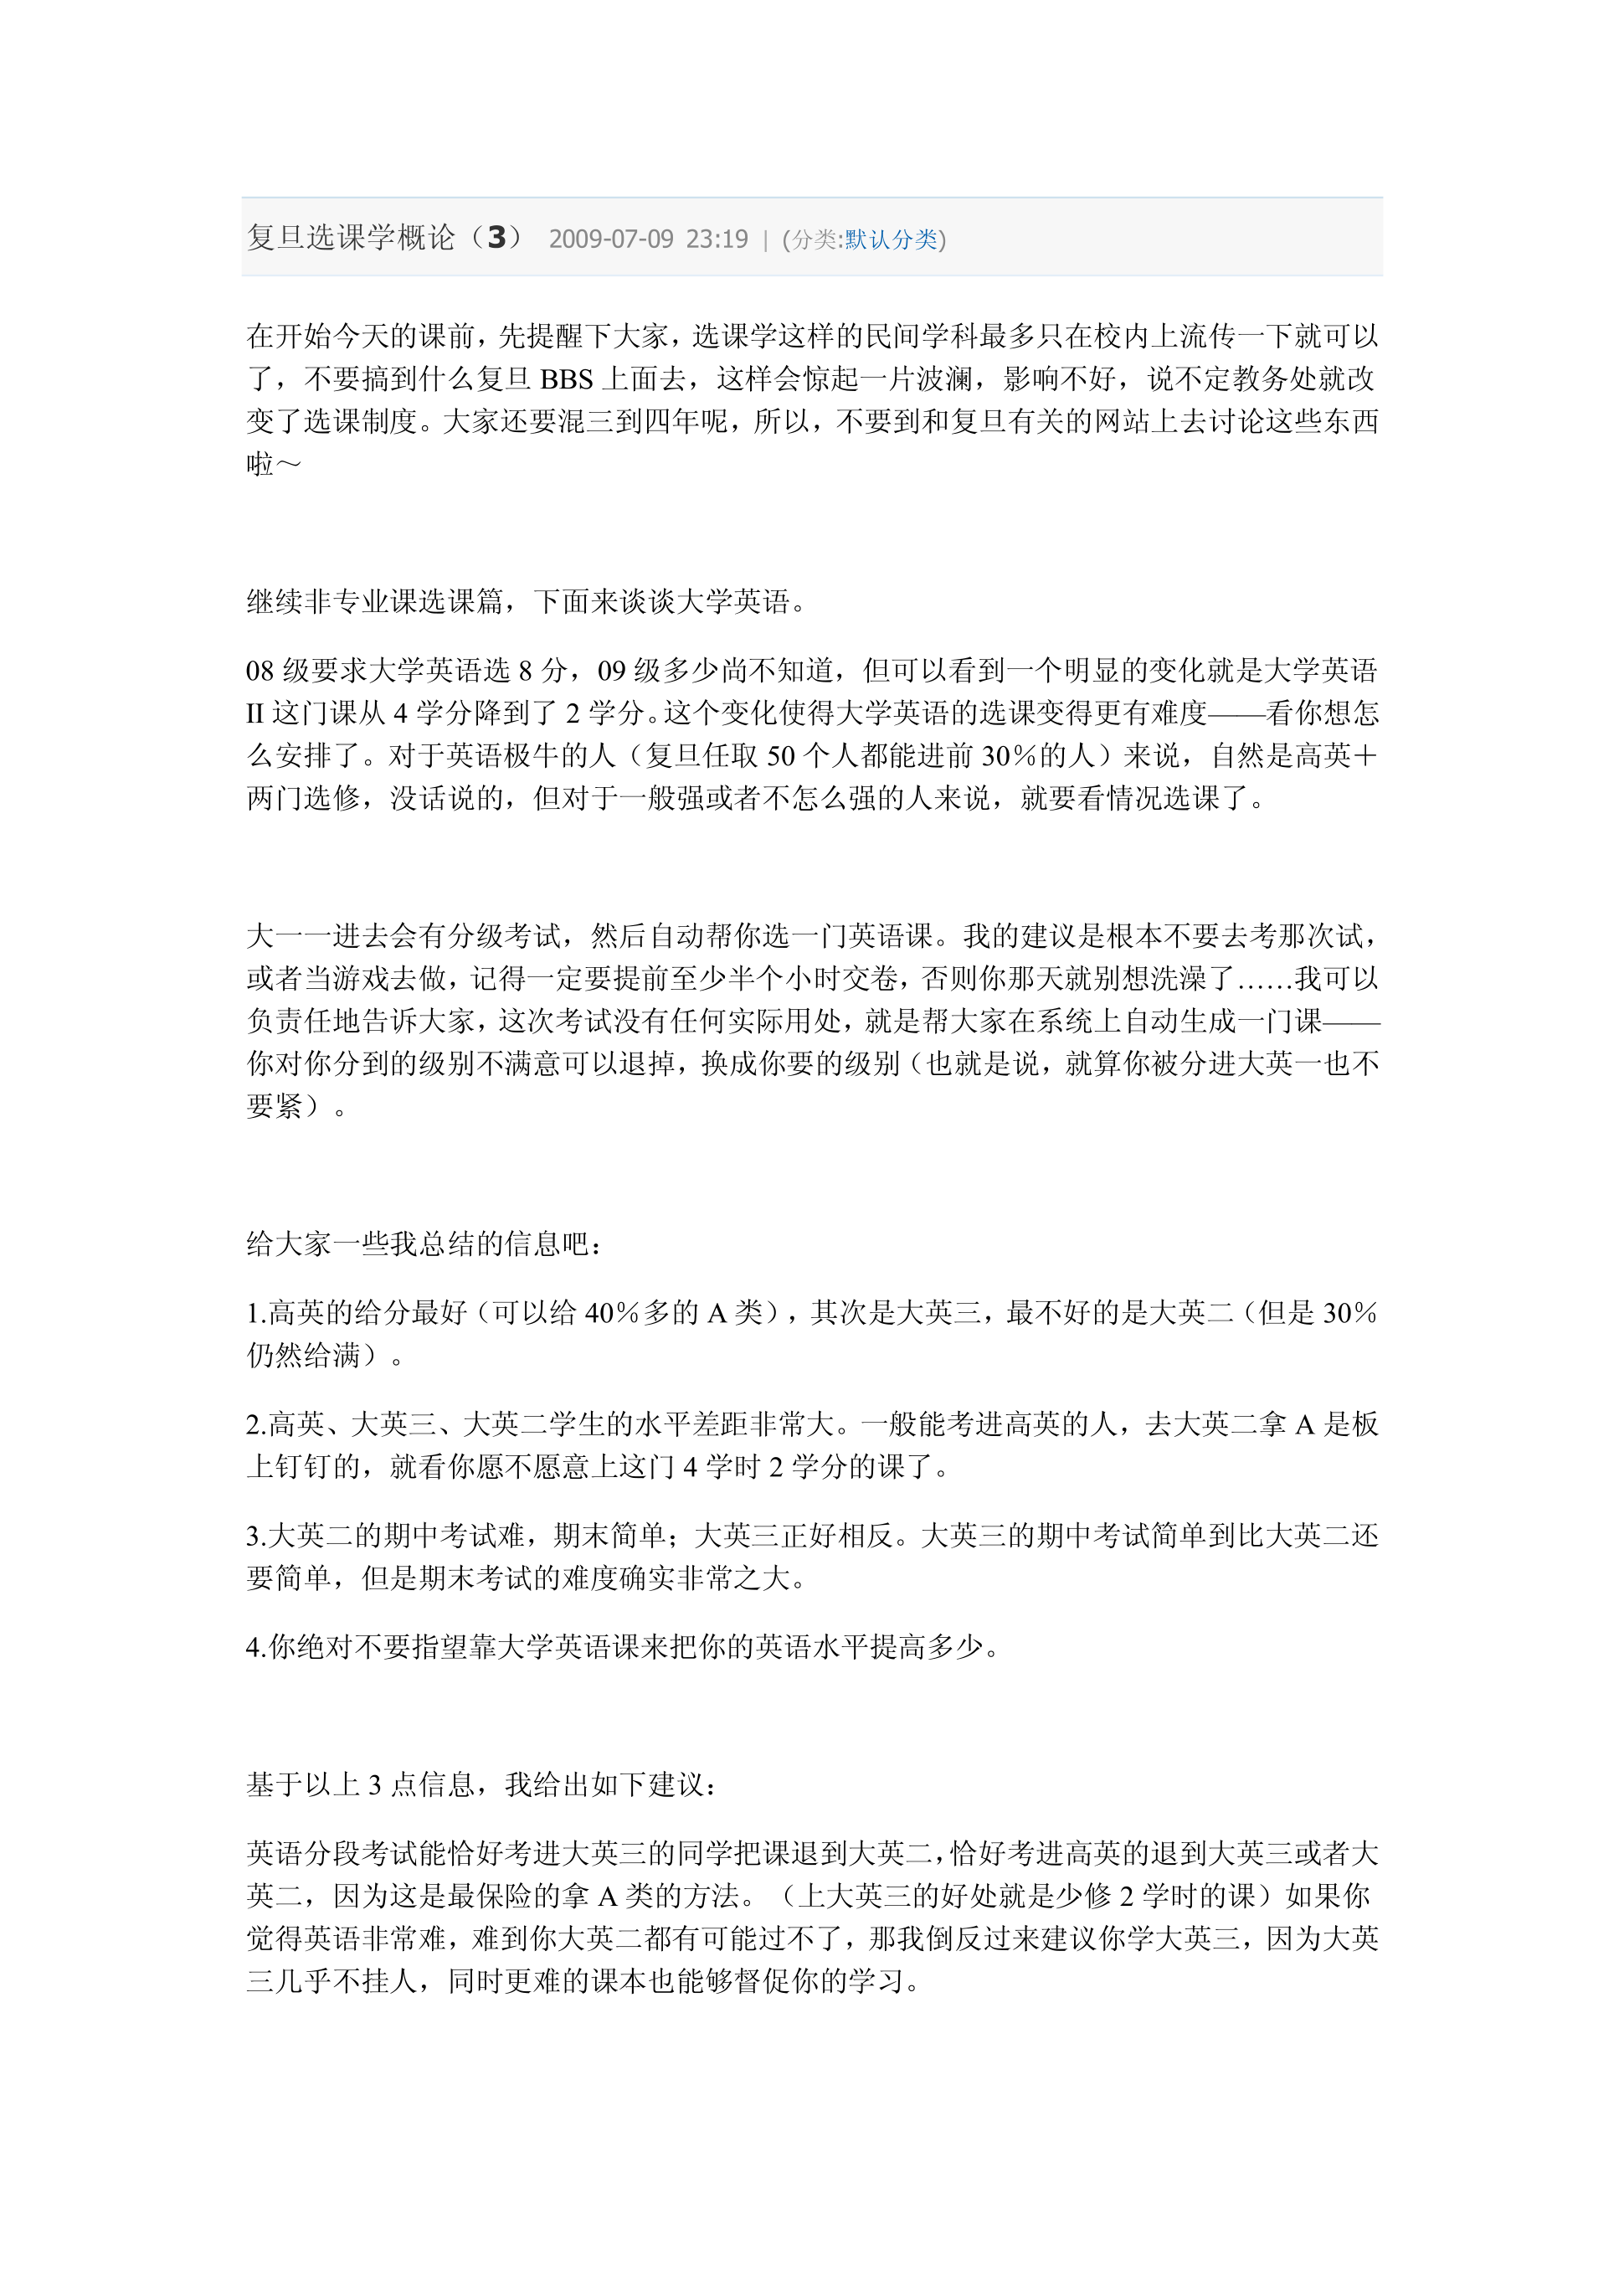 复旦选课学概论（3） 2009-07-09 23:19 | (分类:默认分类)
在开始今天的课前，先提醒下大家，选课学这样的民间学科最多只在校内上流传一下就可以
了，不要搞到什么复旦 BBS 上面去，这样会惊起一片波澜，影响不好，说不定教务处就改
变了选课制度。大家还要混三到四年呢，所以，不要到和复旦有关的网站上去讨论这些东西
啦～
继续非专业课选课篇，下面来谈谈大学英语。
08 级要求大学英语选 8 分，09 级多少尚不知道，但可以看到一个明显的变化就是大学英语
II 这门课从 4 学分降到了 2 学分。这个变化使得大学英语的选课变得更有难度——看你想怎
么安排了。对于英语极牛的人（复旦任取 50 个人都能进前 30％的人）来说，自然是高英＋
两门选修，没话说的，但对于一般强或者不怎么强的人来说，就要看情况选课了。
大一一进去会有分级考试，然后自动帮你选一门英语课。我的建议是根本不要去考那次试，
或者当游戏去做，记得一定要提前至少半个小时交卷，否则你那天就别想洗澡了……我可以
负责任地告诉大家，这次考试没有任何实际用处，就是帮大家在系统上自动生成一门课——
你对你分到的级别不满意可以退掉，换成你要的级别（也就是说，就算你被分进大英一也不
要紧）。
给大家一些我总结的信息吧：
1.高英的给分最好（可以给 40％多的 A 类），其次是大英三，最不好的是大英二（但是 30％
仍然给满）。
2.高英、大英三、大英二学生的水平差距非常大。一般能考进高英的人，去大英二拿 A 是板
上钉钉的，就看你愿不愿意上这门 4 学时 2 学分的课了。
3.大英二的期中考试难，期末简单；大英三正好相反。大英三的期中考试简单到比大英二还
要简单，但是期末考试的难度确实非常之大。
4.你绝对不要指望靠大学英语课来把你的英语水平提高多少。
基于以上 3 点信息，我给出如下建议：
英语分段考试能恰好考进大英三的同学把课退到大英二，恰好考进高英的退到大英三或者大
英二，因为这是最保险的拿 A 类的方法。（上大英三的好处就是少修 2 学时的课）如果你
觉得英语非常难，难到你大英二都有可能过不了，那我倒反过来建议你学大英三，因为大英
三几乎不挂人，同时更难的课本也能够督促你的学习。